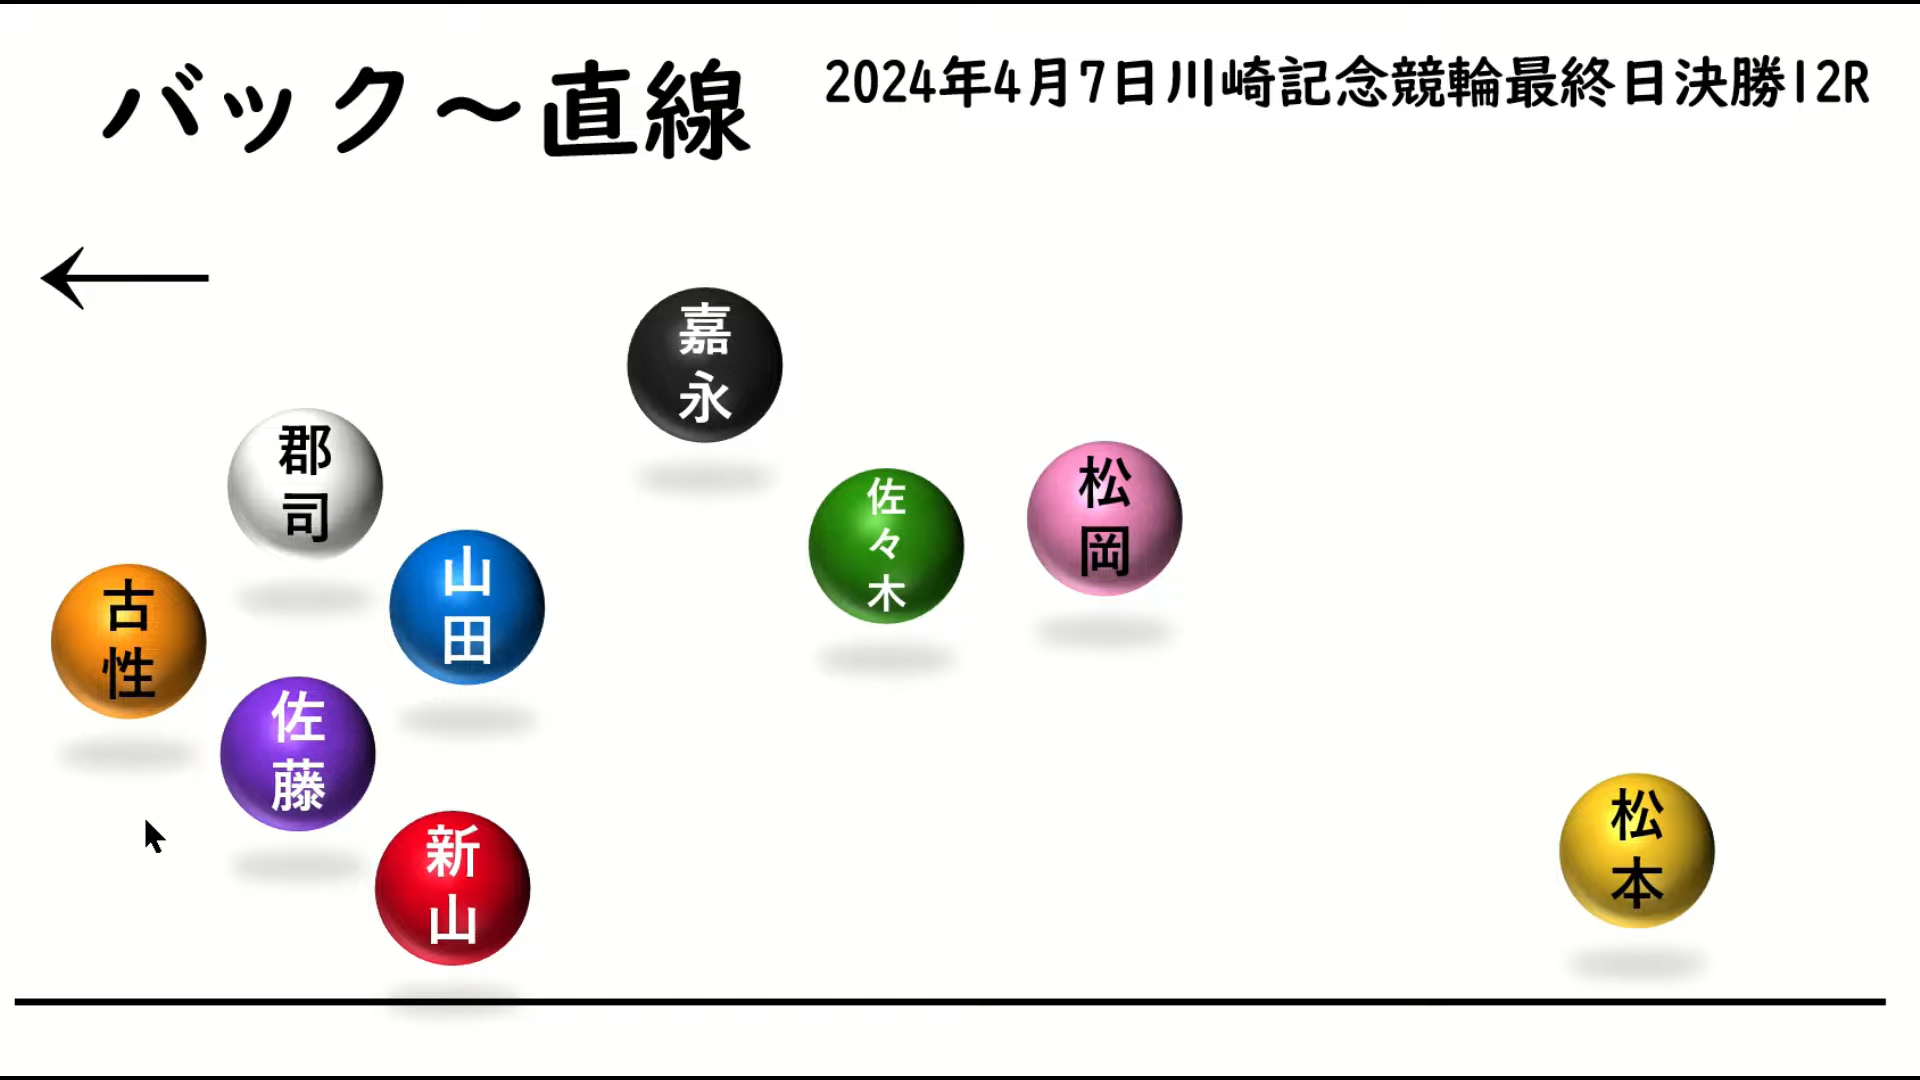 バック～直線
2024年4月7日川崎記念競輪最終日決勝12R
嘉永
郡司
松岡
佐々木
山田
古性
佐藤
松本
新山